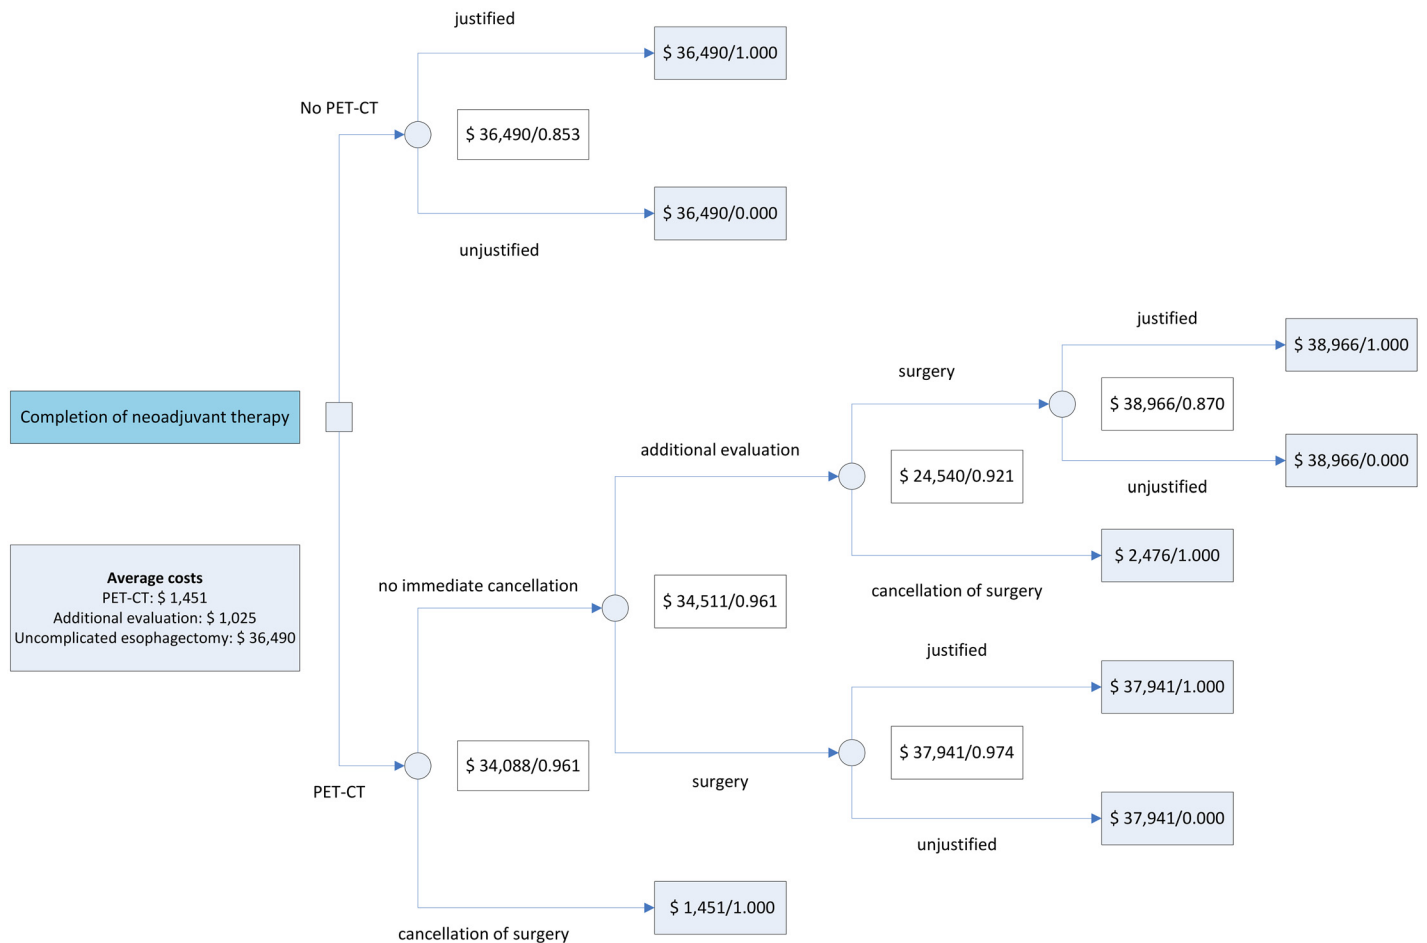 justified
$ 36,490/1.000
No PET-CT
$ 36,490/0.853
$ 36,490/0.000
unjustified
justified
$ 38,966/1.000
surgery
$ 38,966/0.870
Completion of neoadjuvant therapy
additional evaluation
$ 38,966/0.000
$ 24,540/0.921
unjustified
$ 2,476/1.000
Average costs
PET-CT: $ 1,451
Additional evaluation: $ 1,025
Uncomplicated esophagectomy: $ 36,490
no immediate cancellation
cancellation of surgery
$ 34,511/0.961
justified
$ 37,941/1.000
$ 37,941/0.974
$ 34,088/0.961
surgery
PET-CT
$ 37,941/0.000
unjustified
$ 1,451/1.000
cancellation of surgery